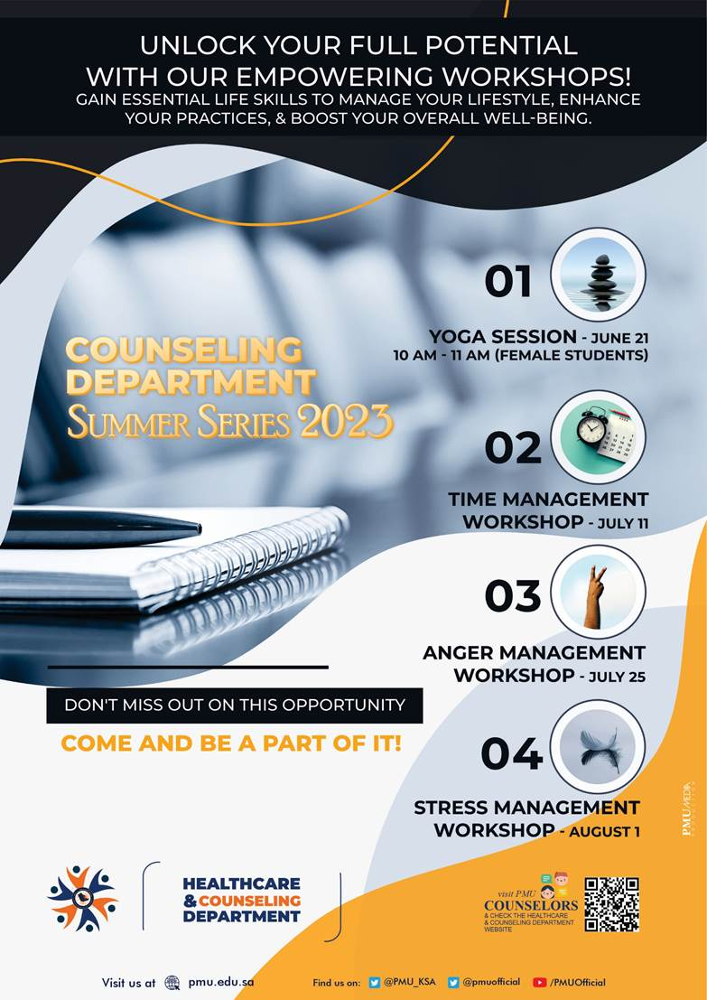 UNLOCK YOUR FULL POTENTIAL
WITH OUR EMPOWERING WORKSHOPS!
GAIN ESSENTIAL LIFE SKILLS TO MANAGE YOUR LIFESTYLE, ENHANCE
YOUR PRACTICES, & BOOST YOUR OVERALL WELL-BEING.
COUNSELING
DEPARTMENT
SUMMER SERIES 2023
01
YOGA SESSION - JUNE 21
10 AM - 11 AM (FEMALE STUDENTS)
02
TIME MANAGEMENT
WORKSHOP - JULY 11
03
ANGER MANAGEMENT
WORKSHOP - JULY 25
04
STRESS MANAGEMENT
WORKSHOP - AUGUST 1
DON'T MISS OUT ON THIS OPPORTUNITY
COME AND BE A PART OF IT!
HEALTHCARE
& COUNSELING
DEPARTMENT
visit PMU
COUNSELORS
& CHECK THE HEALTHCARE
& COUNSELING DEPARTMENT
WEBSITE
PMU MEDIA
Visit us at pmu.edu.sa
Find us on: @PMU_KSA @pmuofficial /PMUOfficial